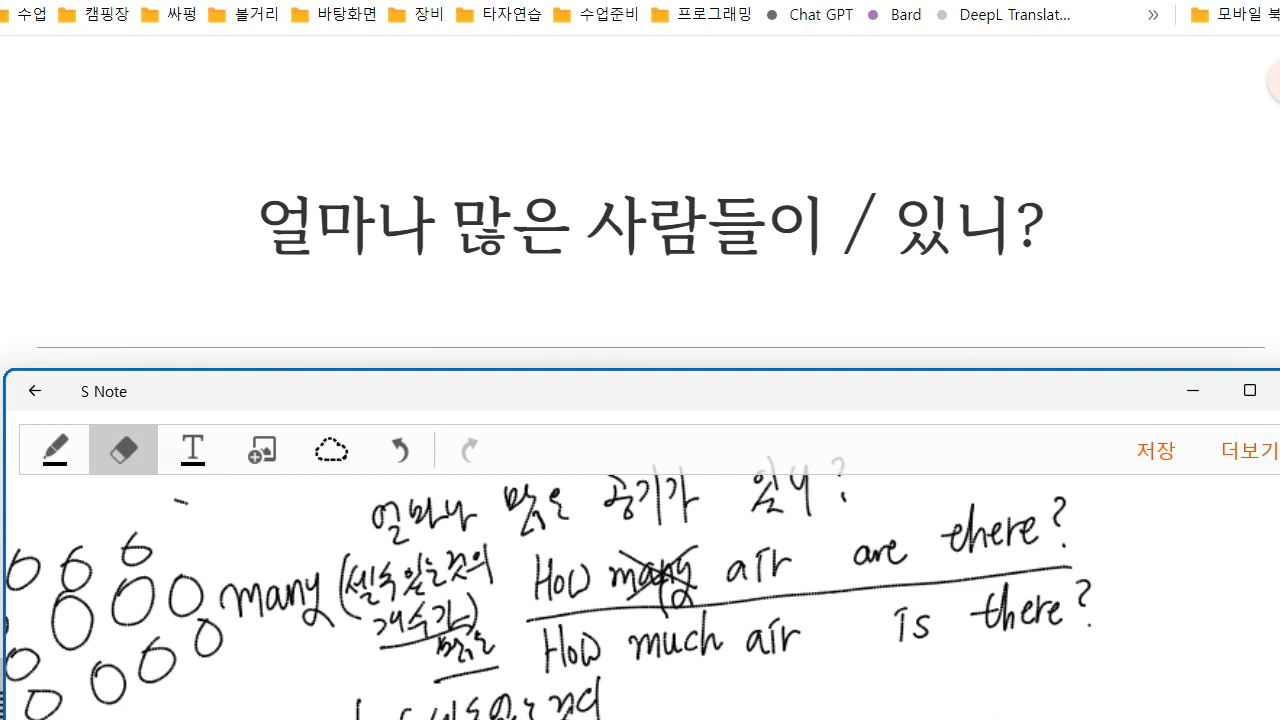 수업 캠핑장 싸펑 볼거리 바탕화면 장비 타자연습 수업준비 프로그래밍 Chat GPT Bard DeepL Translat... » 모바일 북
얼마나 많은 사람들이 / 있니?
S Note
T 저장 더보기
얼마나 많은 공기가 있니?
many (셀수있는것의 How many air are there?
개수가)
많은 How much air is there?